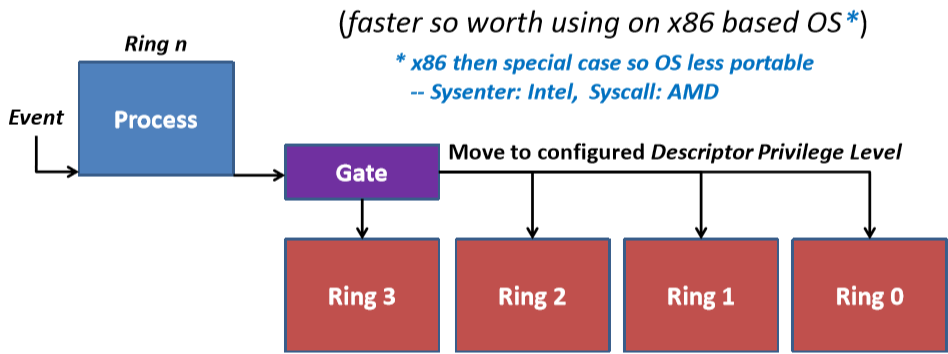 (faster so worth using on x86 based OS*)
* x86 then special case so OS less portable
-- Sysenter: Intel, Syscall: AMD
Ring n
Event
Process
Gate
Move to configured Descriptor Privilege Level
Ring 3
Ring 2
Ring 1
Ring 0